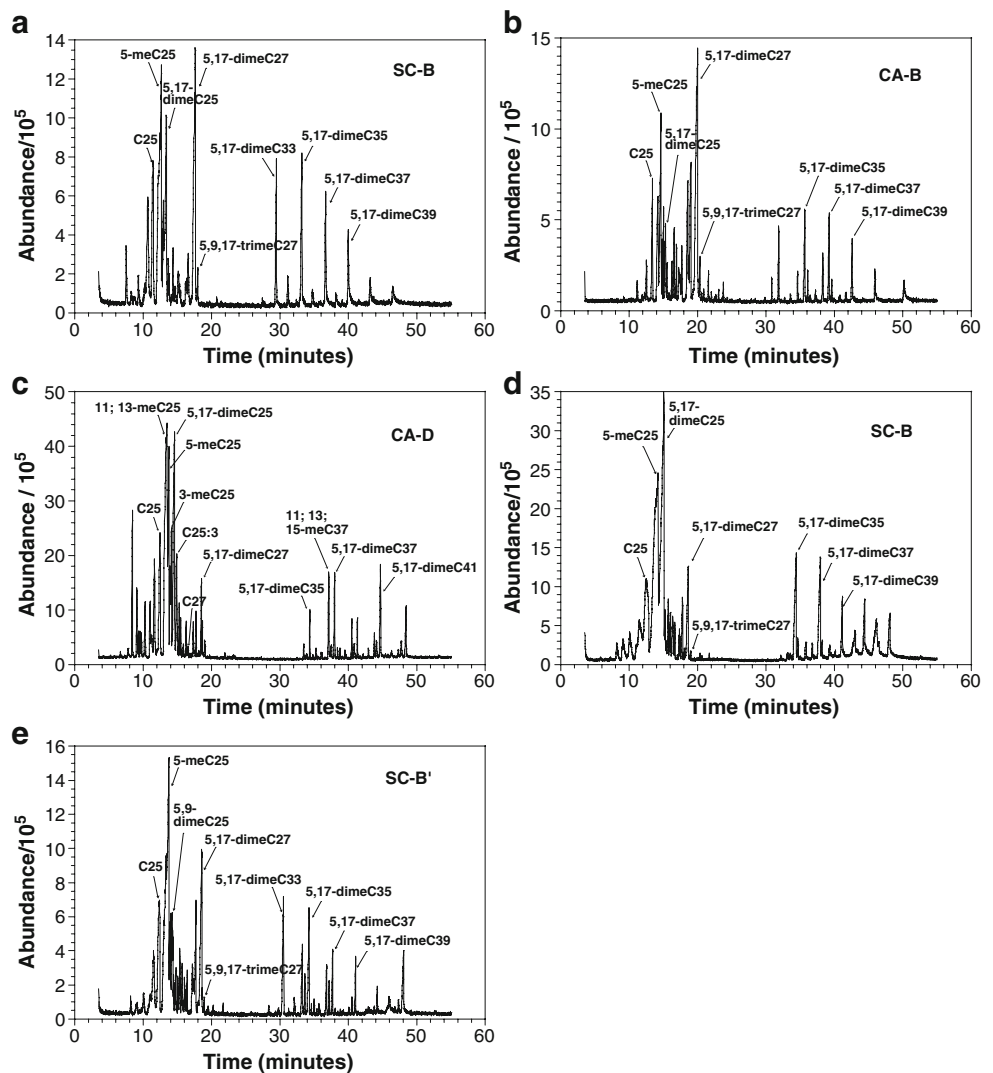 a
SC-B
Abundance/10⁵
14
12
10
8
6
4
2
0
5-meC25
5,17-
dimeC25
C25
5,17-dimeC27
5,9,17-trimeC27
5,17-dimeC33
5,17-dimeC35
5,17-dimeC37
5,17-dimeC39
0 10 20 30 40 50 60
Time (minutes)
b
CA-B
Abundance / 10⁵
15
10
5
0
5,17-dimeC27
5-meC25
5,17-
dimeC25
C25
5,9,17-trimeC27
5,17-dimeC35
5,17-dimeC37
5,17-dimeC39
0 10 20 30 40 50 60
Time (minutes)
c
CA-D
Abundance / 10⁵
50
40
30
20
10
0
11; 13-meC25
5,17-dimeC25
5-meC25
3-meC25
C25
C25:3
5,17-dimeC27
C27
11; 13;
15-meC37
5,17-dimeC37
5,17-dimeC35
5,17-dimeC41
0 10 20 30 40 50 60
Time (minutes)
d
SC-B
Abundance/10⁵
35
30
25
20
15
10
5
0
5,17-
dimeC25
5-meC25
C25
5,17-dimeC27
5,9,17-trimeC27
5,17-dimeC35
5,17-dimeC37
5,17-dimeC39
0 10 20 30 40 50 60
Time (minutes)
e
SC-B'
Abundance/10⁵
16
14
12
10
8
6
4
2
0
5-meC25
5,9-
dimeC25
C25
5,17-dimeC27
5,9,17-trimeC27
5,17-dimeC33
5,17-dimeC35
5,17-dimeC37
5,17-dimeC39
0 10 20 30 40 50 60
Time (minutes)